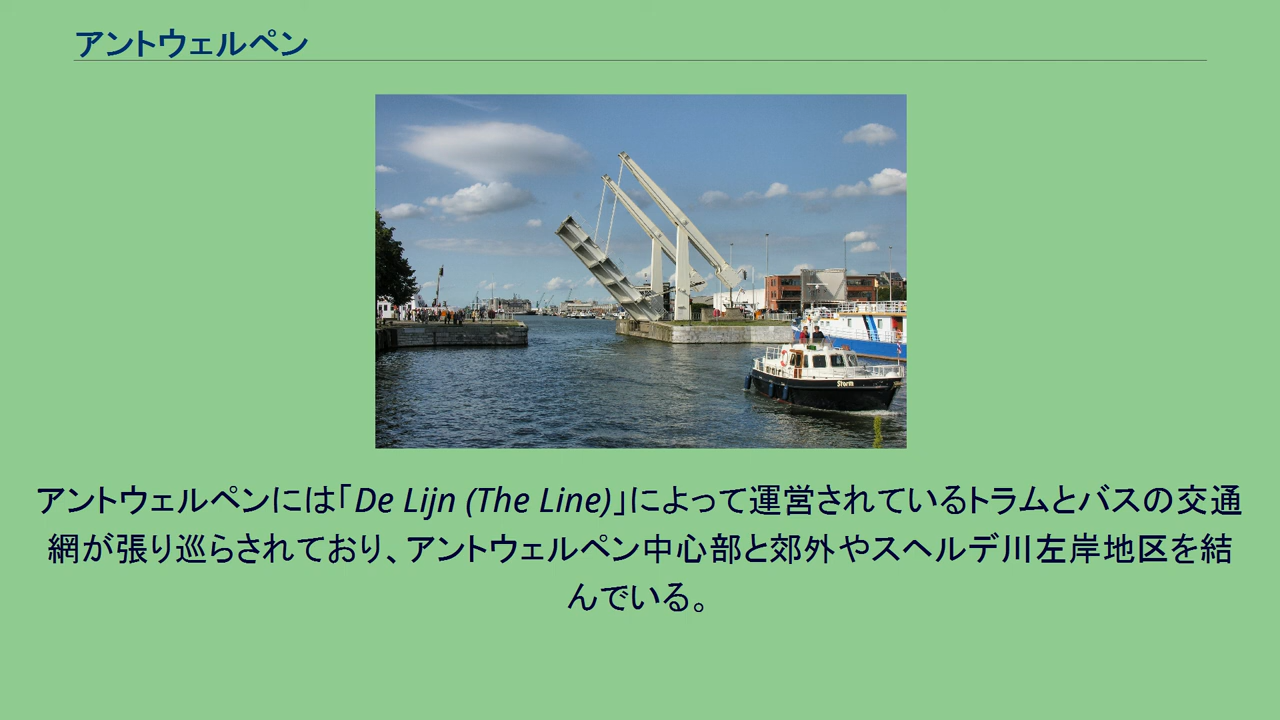 アントウェルペン
Storm
アントウェルペンには「De Lijn (The Line)」によって運営されているトラムとバスの交通
網が張り巡らされており、アントウェルペン中心部と郊外やスヘルデ川左岸地区を結
んでいる。